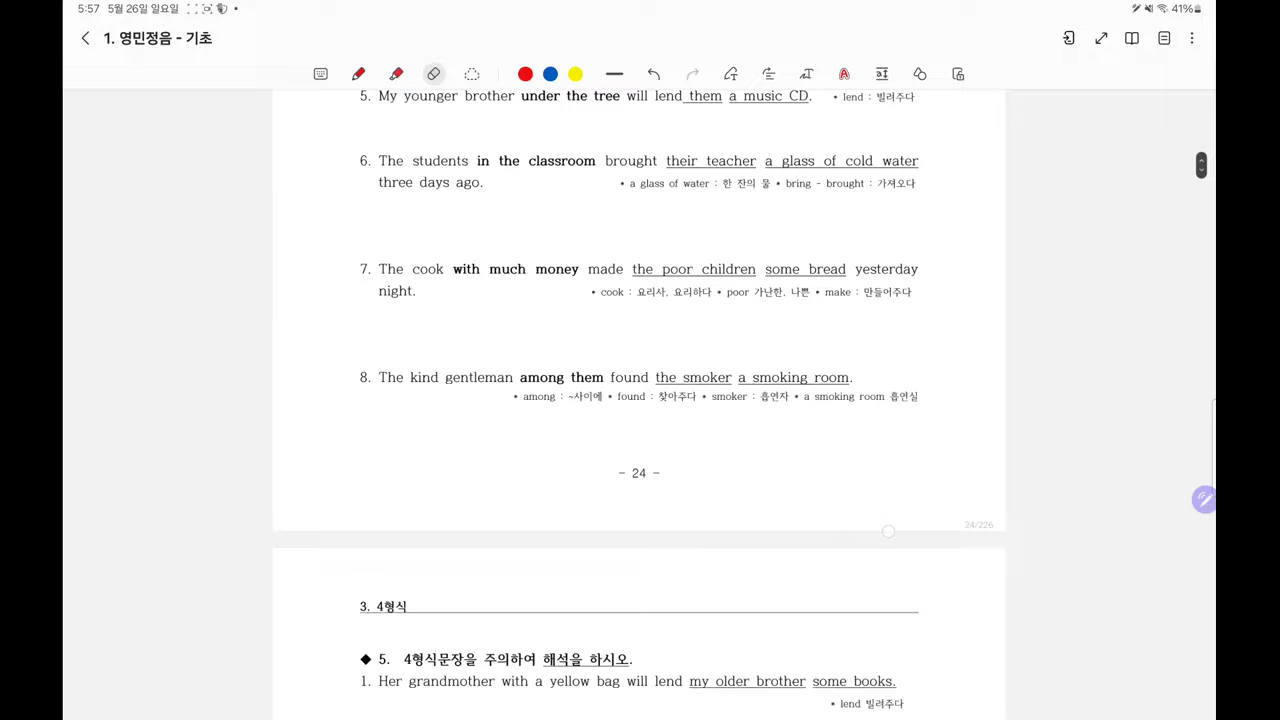 5:57 5월 26일 일요일
41%
1. 영민정음 - 기초
5. My younger brother under the tree will lend them a music CD. * lend : 빌려주다
6. The students in the classroom brought their teacher a glass of cold water
three days ago. * a glass of water : 한 잔의 물 * bring - brought : 가져오다
7. The cook with much money made the poor children some bread yesterday
night. * cook : 요리사, 요리하다 * poor 가난한, 나쁜 * make : 만들어주다
8. The kind gentleman among them found the smoker a smoking room.
* among : ~사이에 * found : 찾아주다 * smoker : 흡연자 * a smoking room 흡연실
- 24 -
24/226
3. 4형식
◆ 5. 4형식문장을 주의하여 해석을 하시오.
1. Her grandmother with a yellow bag will lend my older brother some books.
* lend 빌려주다